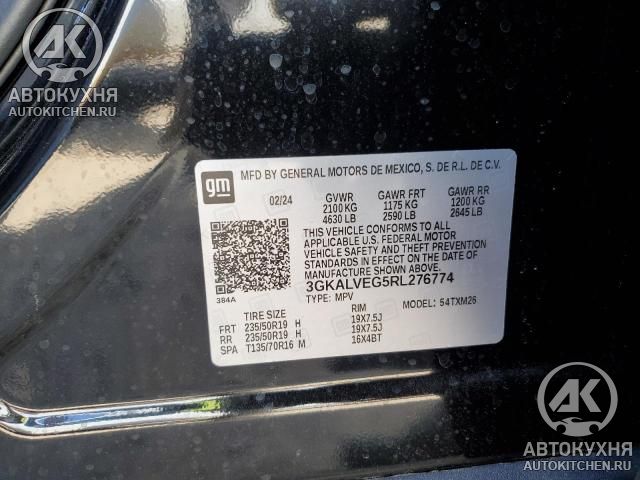 AK
АВТОКУХНЯ
AUTOKITCHEN.RU
gm
MFD BY GENERAL MOTORS DE MEXICO, S. DE R.L. DE C.V.
02/24 GVWR GAWR FRT GAWR RR
2100 KG 1175 KG 1200 KG
4630 LB 2590 LB 2645 LB
THIS VEHICLE CONFORMS TO ALL
APPLICABLE U.S. FEDERAL MOTOR
VEHICLE SAFETY AND THEFT PREVENTION
STANDARDS IN EFFECT ON THE DATE OF
MANUFACTURE SHOWN ABOVE.
3GKALVEG5RL276774
384A
TYPE: MPV MODEL: 54TXM26
TIRE SIZE RIM
FRT 235/50R19 H 19X7.5J
RR 235/50R19 H 19X7.5J
SPA T135/70R16 M 16X4BT
AK
АВТОКУХНЯ
AUTOKITCHEN.RU